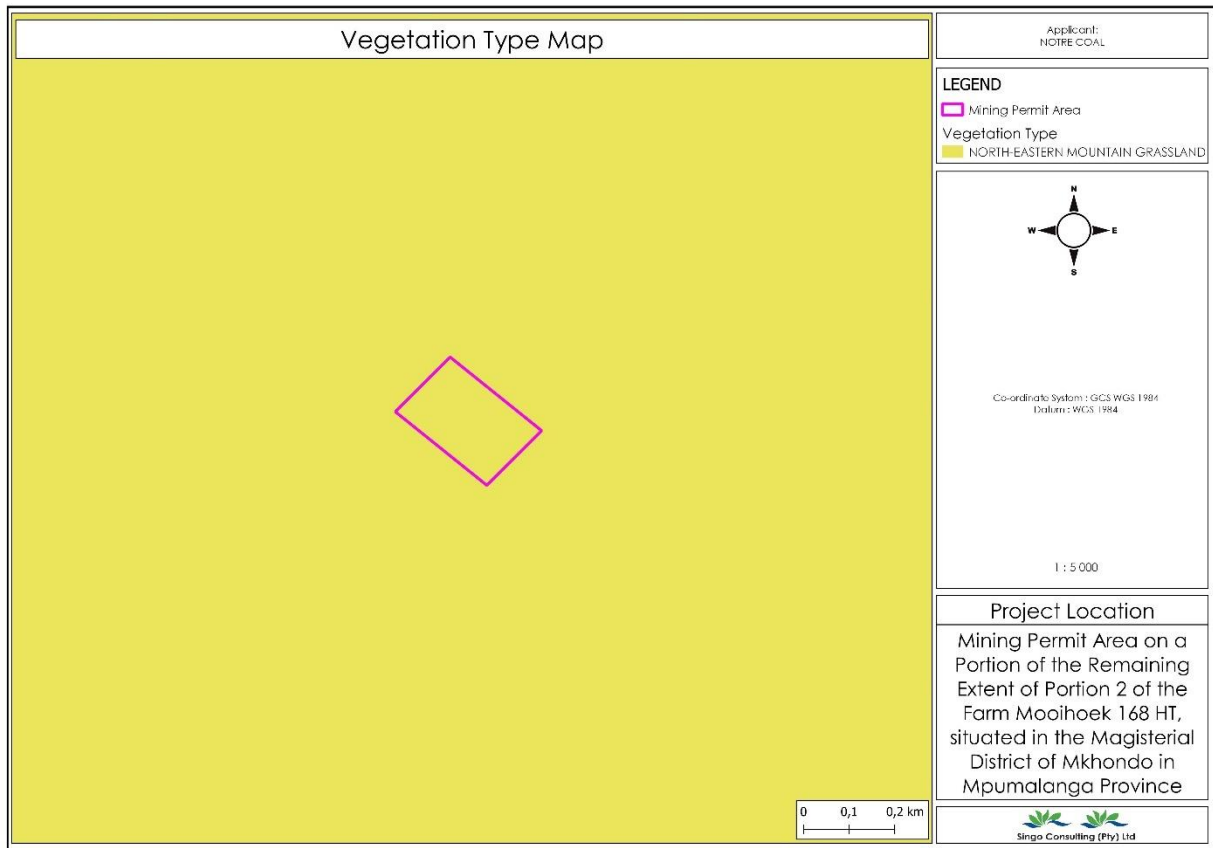 Vegetation Type Map
Applicant:
NOTRE COAL
LEGEND
Mining Permit Area
Vegetation Type
NORTH-EASTERN MOUNTAIN GRASSLAND
N
W E
S
Co-ordinate System : GCS WGS 1984
Datum : WGS 1984
1 : 5 000
Project Location
Mining Permit Area on a
Portion of the Remaining
Extent of Portion 2 of the
Farm Mooihoek 168 HT,
situated in the Magisterial
District of Mkhondo in
Mpumalanga Province
0 0,1 0,2 km
Singo Consulting (Pty) Ltd